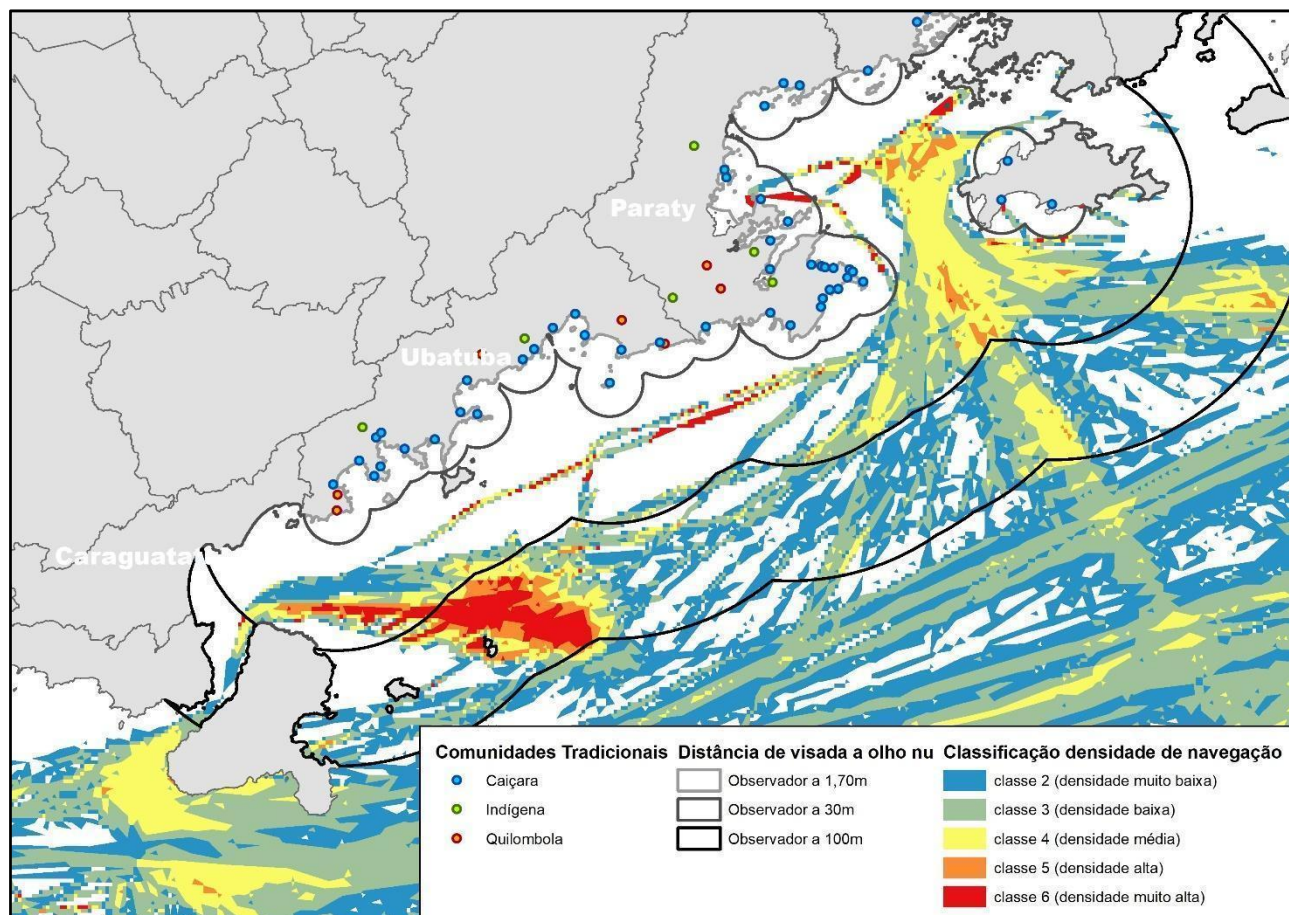 Paraty
Ubatuba
Caraguatat
Comunidades Tradicionais
Caiçara
Indígena
Quilombola
Distância de visada a olho nu
Observador a 1,70m
Observador a 30m
Observador a 100m
Classificação densidade de navegação
classe 2 (densidade muito baixa)
classe 3 (densidade baixa)
classe 4 (densidade média)
classe 5 (densidade alta)
classe 6 (densidade muito alta)